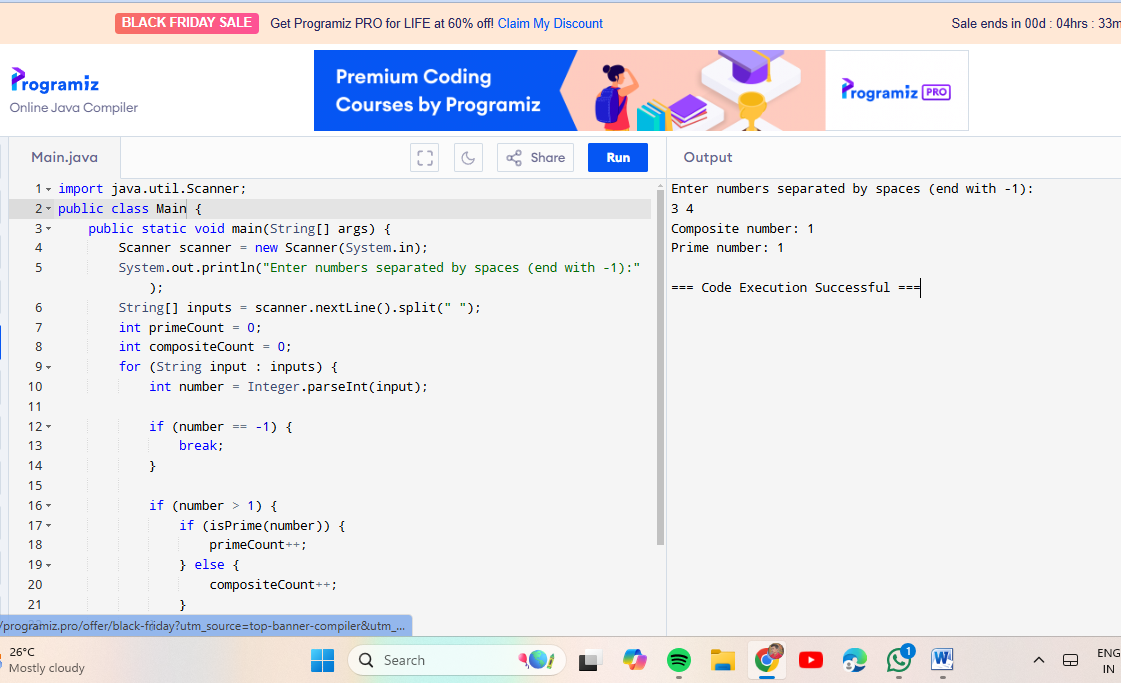 BLACK FRIDAY SALE Get Programiz PRO for LIFE at 60% off! Claim My Discount Sale ends in 00d : 04hrs : 33m
Programiz
Online Java Compiler
Premium Coding
Courses by Programiz
Programiz PRO
Main.java
Share
Run
Output
1 import java.util.Scanner;
2 public class Main {
3 public static void main(String[] args) {
4 Scanner scanner = new Scanner(System.in);
5 System.out.println("Enter numbers separated by spaces (end with -1):"
);
6 String[] inputs = scanner.nextLine().split(" ");
7 int primeCount = 0;
8 int compositeCount = 0;
9 for (String input : inputs) {
10 int number = Integer.parseInt(input);
11
12 if (number == -1) {
13 break;
14 }
15
16 if (number > 1) {
17 if (isPrime(number)) {
18 primeCount++;
19 } else {
20 compositeCount++;
21 }
Enter numbers separated by spaces (end with -1):
3 4
Composite number: 1
Prime number: 1
=== Code Execution Successful ===
/programiz.pro/offer/black-friday?utm_source=top-banner-compiler&utm_...
26°C
Mostly cloudy
Search
1
W
ENG
IN